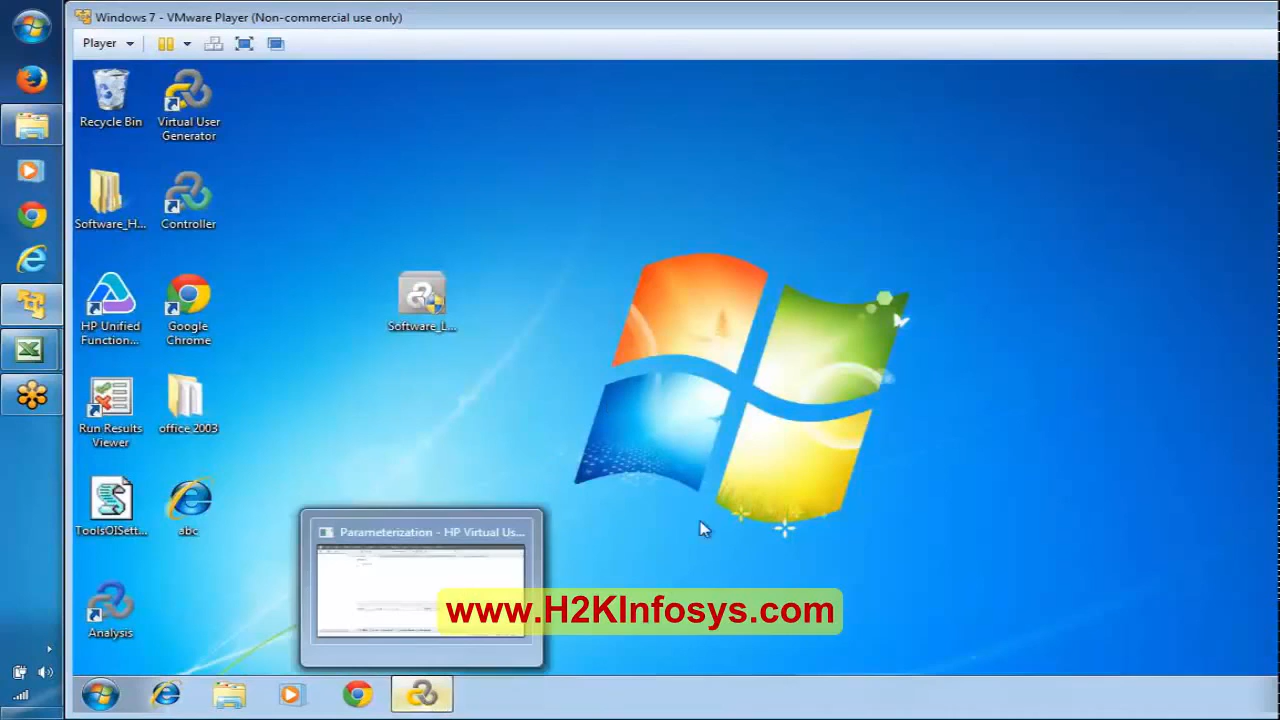 Windows 7 - VMware Player (Non-commercial use only)
Player
Recycle Bin
Virtual User
Generator
Software_H...
Controller
Software_L...
HP Unified
Function...
Google
Chrome
Run Results
Viewer
office 2003
ToolsOISett...
abc
Parameterization - HP Virtual Us...
www.H2KInfosys.com
Analysis